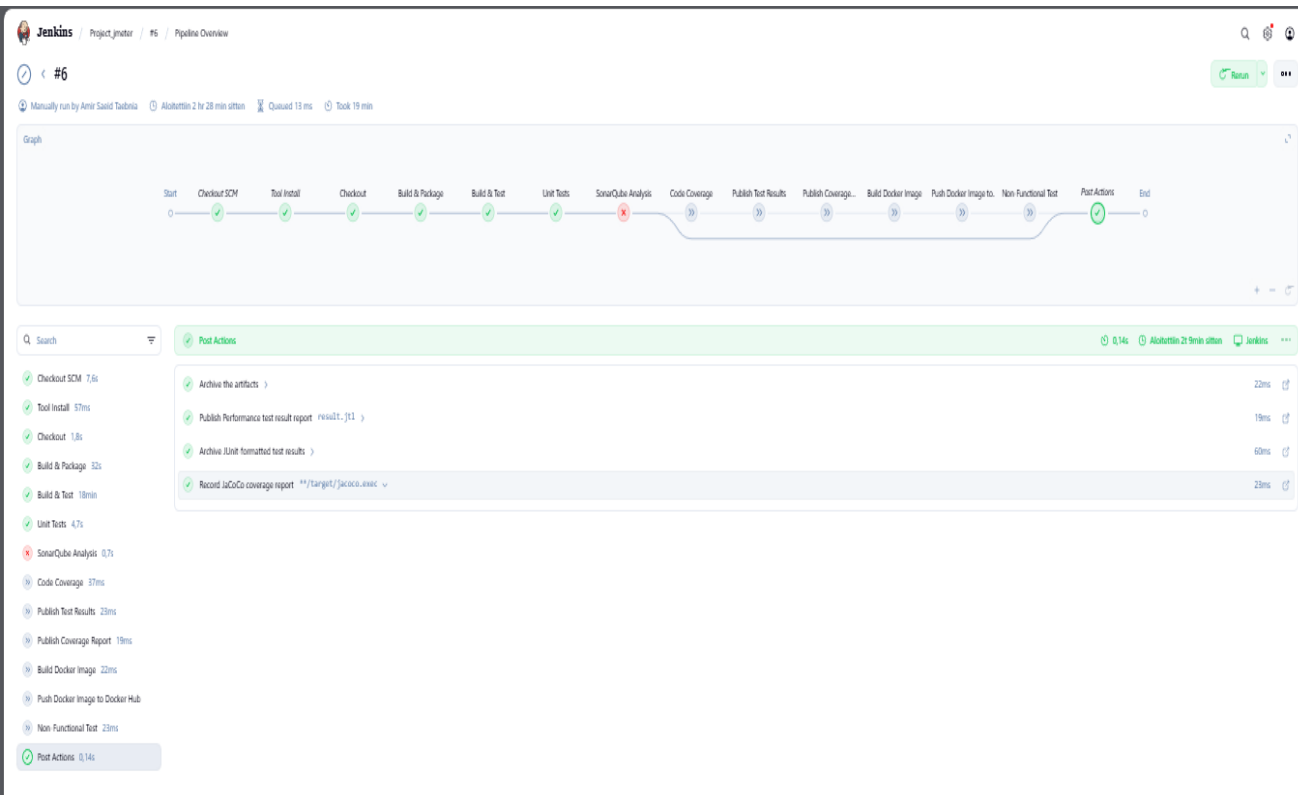 Jenkins / Project_jmeter / #6 / Pipeline Overview
#6
Rerun
Manually run by Amir Saeid Taebnia Aloitettiin 2 hr 28 min sitten Queued 13 ms Took 19 min
Graph
Start Checkout SCM Tool Install Checkout Build & Package Build & Test Unit Tests SonarQube Analysis Code Coverage Publish Test Results Publish Coverage... Build Docker Image Push Docker Image to. Non-Functional Test Post Actions End
Search
Post Actions 0,14s Aloitettiin 2t 9min sitten Jenkins
Checkout SCM 7,6s
Tool Install 57ms
Checkout 1,8s
Build & Package 32s
Build & Test 18min
Unit Tests 4,7s
SonarQube Analysis 0,7s
Code Coverage 37ms
Publish Test Results 23ms
Publish Coverage Report 19ms
Build Docker Image 22ms
Push Docker Image to Docker Hub
Non-Functional Test 23ms
Post Actions 0,14s
Archive the artifacts 22ms
Publish Performance test result report result.jtl 19ms
Archive JUnit formatted test results 60ms
Record JaCoCo coverage report **/target/jacoco.exec 23ms